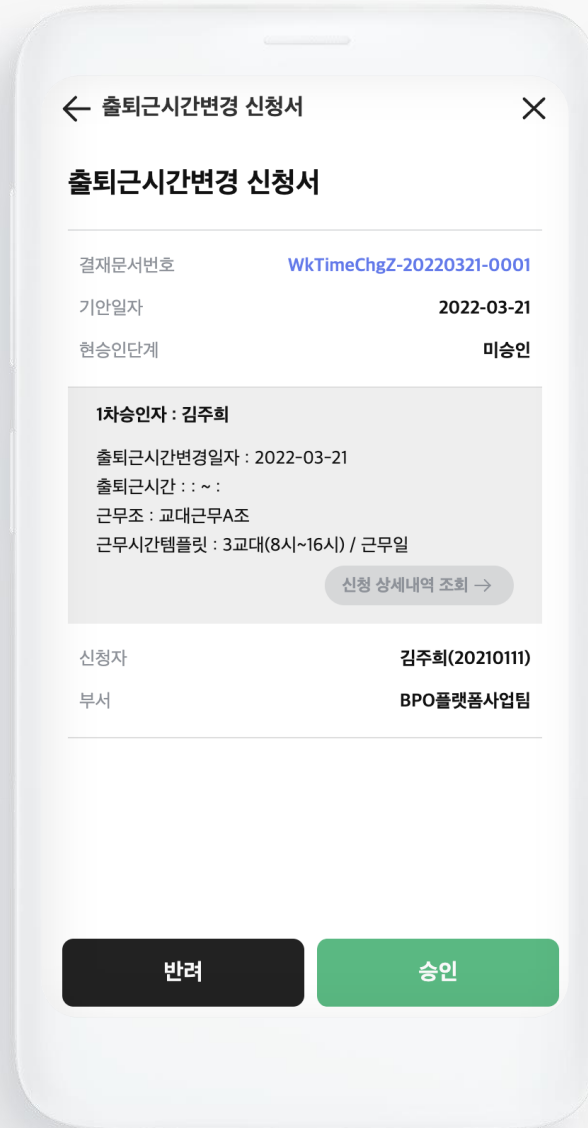 ← 출퇴근시간변경 신청서 ×
출퇴근시간변경 신청서
결재문서번호 WkTimeChgZ-20220321-0001
기안일자 2022-03-21
현승인단계 미승인
1차승인자 : 김주희
출퇴근시간변경일자 : 2022-03-21
출퇴근시간 : : ~ :
근무조 : 교대근무A조
근무시간템플릿 : 3교대(8시~16시) / 근무일
신청 상세내역 조회 →
신청자 김주희(20210111)
부서 BPO플랫폼사업팀
반려 승인